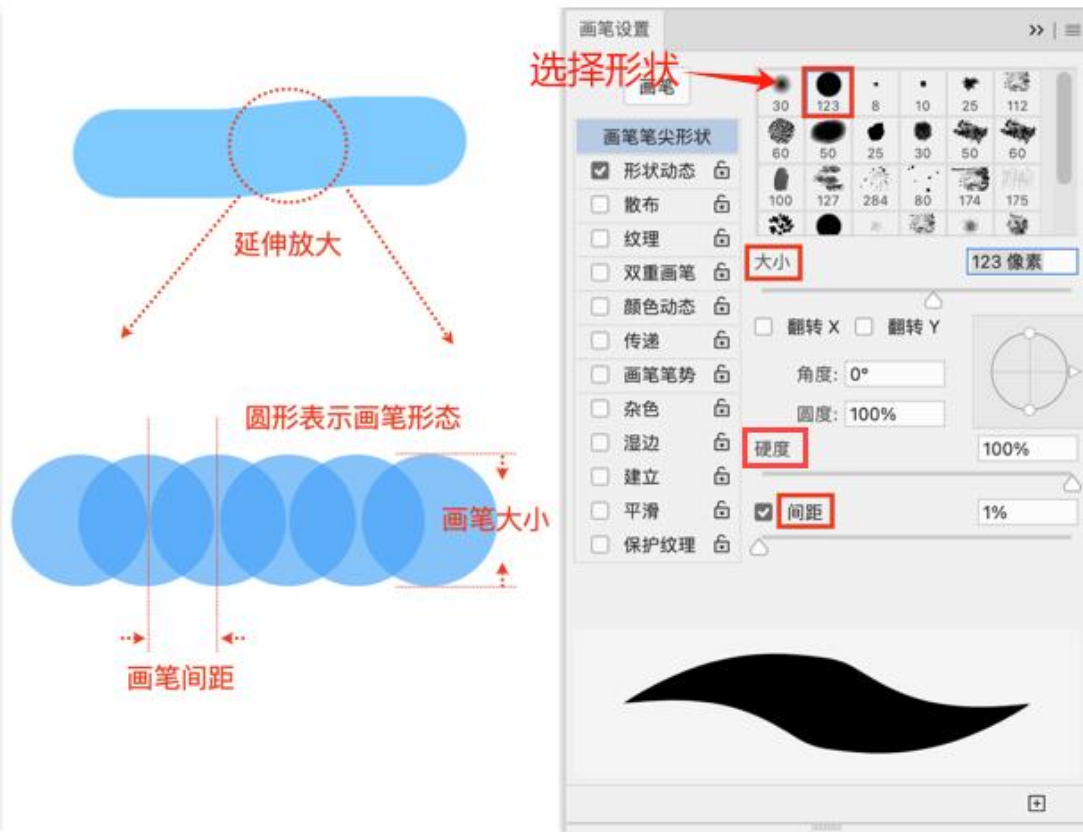 延伸放大
圆形表示画笔形态
画笔大小
画笔间距
画笔设置
选择形状
画笔
30 123 8 10 25 112
60 50 25 30 50 60
100 127 284 80 174 175
画笔笔尖形状
形状动态
散布
纹理
双重画笔
颜色动态
传递
画笔笔势
杂色
湿边
建立
平滑
保护纹理
大小 123 像素
翻转 X 翻转 Y
角度: 0°
圆度: 100%
硬度 100%
间距 1%